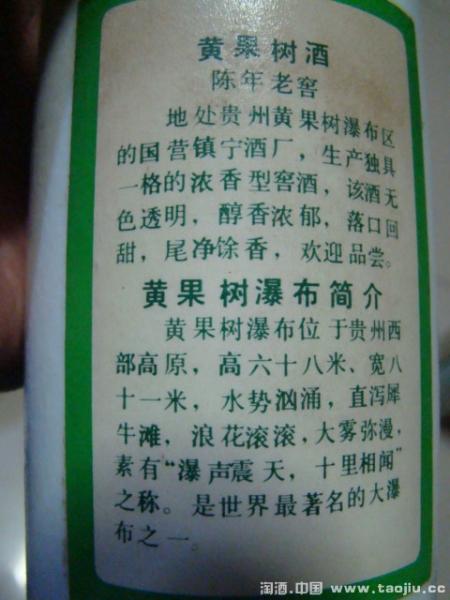 黄果树酒
陈年老窖
地处贵州黄果树瀑布区
的国营镇宁酒厂，生产独具
一格的浓香型窖酒，该酒无
色透明，醇香浓郁，落口回
甜，尾净馀香，欢迎品尝。
黄果树瀑布简介
黄果树瀑布位于贵州西
部高原，高六十八米、宽八
十一米，水势汹涌，直泻犀
牛滩，浪花滚滚，大雾弥漫，
素有“瀑声震天，十里相闻”
之称。是世界最著名的大瀑
布之一。
淘酒.中国 www.taojiu.cc